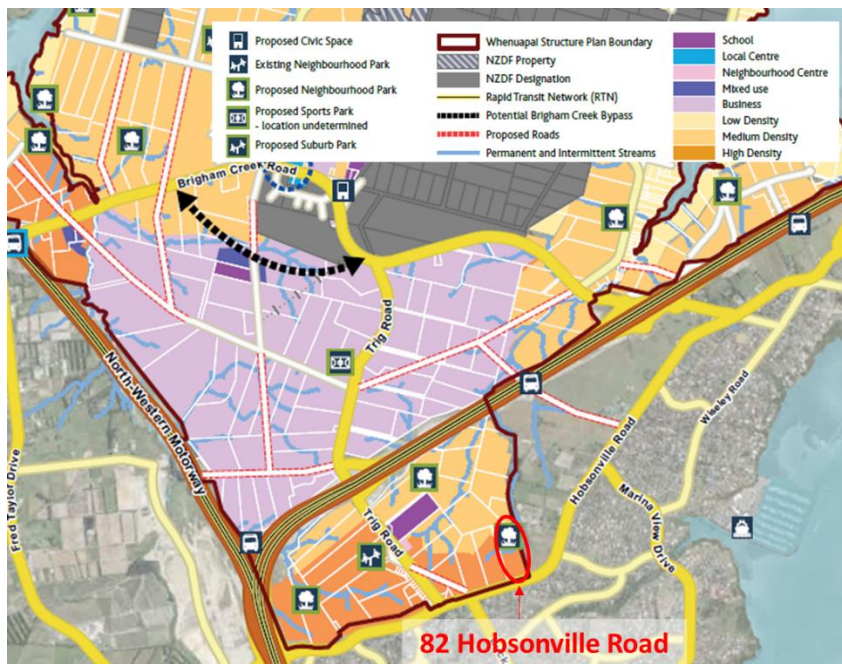 Proposed Civic Space
Existing Neighbourhood Park
Proposed Neighbourhood Park
Proposed Sports Park
- location undetermined
Proposed Suburb Park
Whenuapai Structure Plan Boundary
NZDF Property
NZDF Designation
Rapid Transit Network (RTN)
Potential Brigham Creek Bypass
Proposed Roads
Permanent and Intermittent Streams
School
Local Centre
Neighbourhood Centre
Mixed use
Business
Low Density
Medium Density
High Density
Brigham Creek Road
Trig Road
North-Western Motorway
Fred Taylor Drive
Hobsonville Road
Wiseley Road
Marina View Drive
Trig Road
82 Hobsonville Road